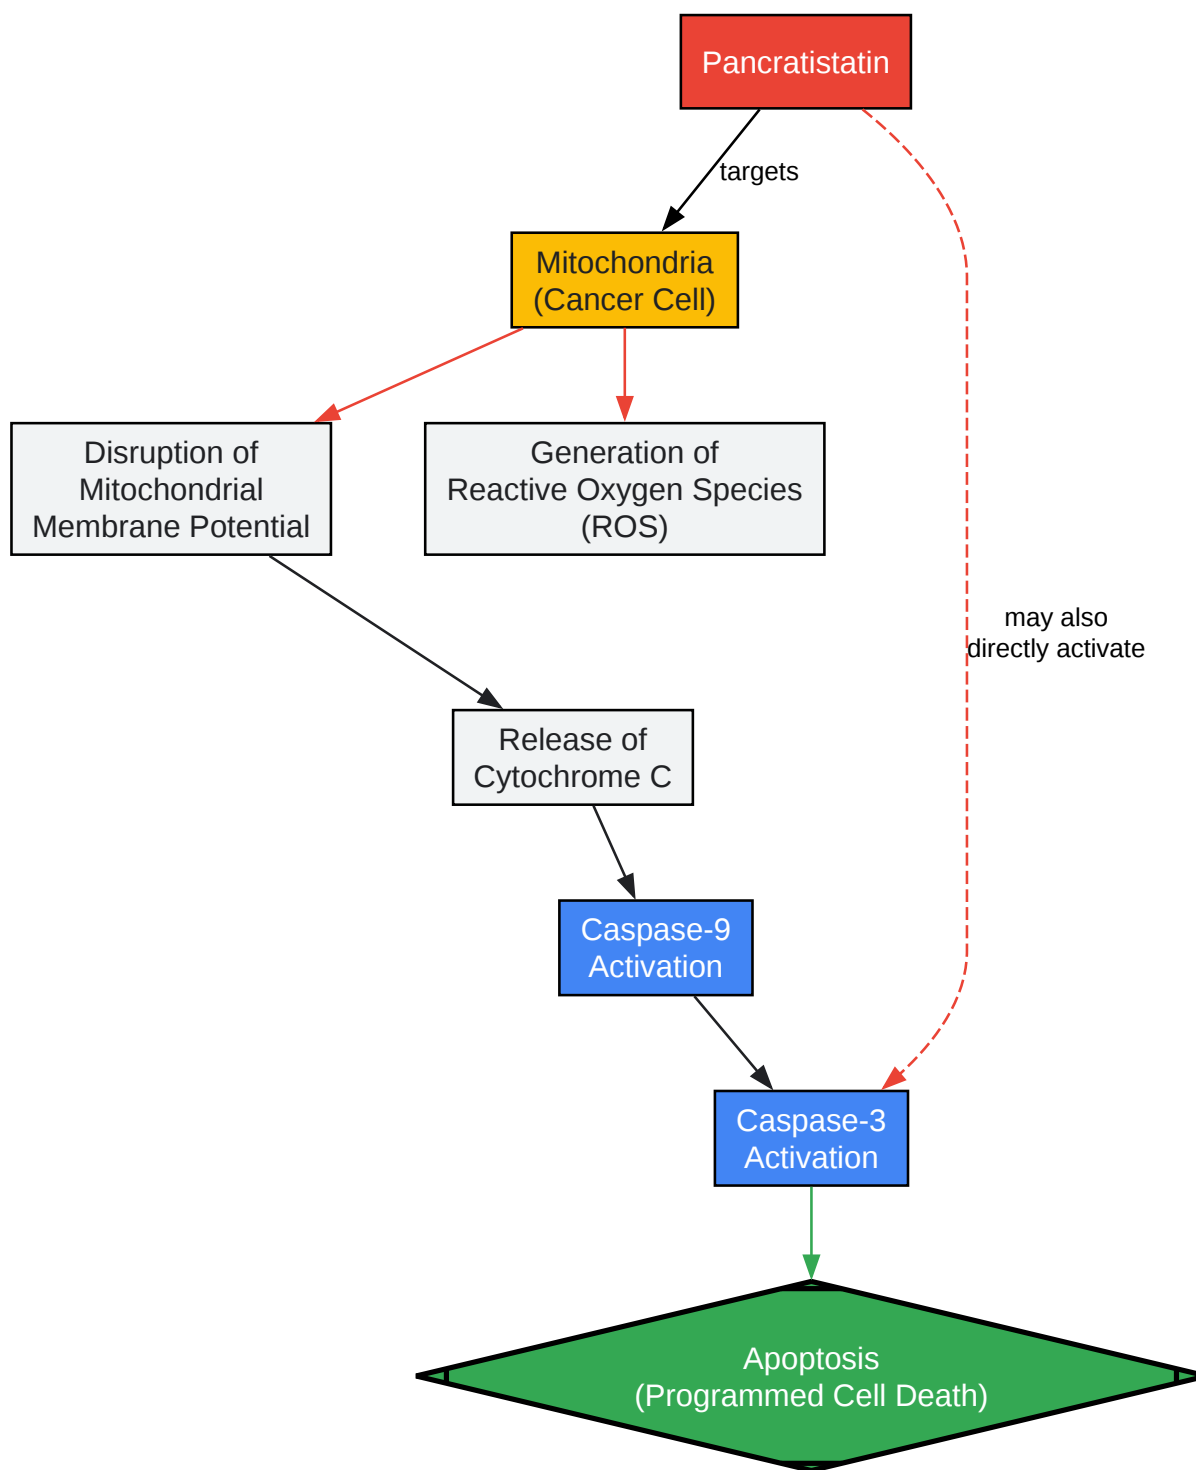 Pancratistatin
targets
Mitochondria
(Cancer Cell)
Disruption of
Mitochondrial
Membrane Potential
Generation of
Reactive Oxygen Species
(ROS)
may also
directly activate
Release of
Cytochrome C
Caspase-9
Activation
Caspase-3
Activation
Apoptosis
(Programmed Cell Death)